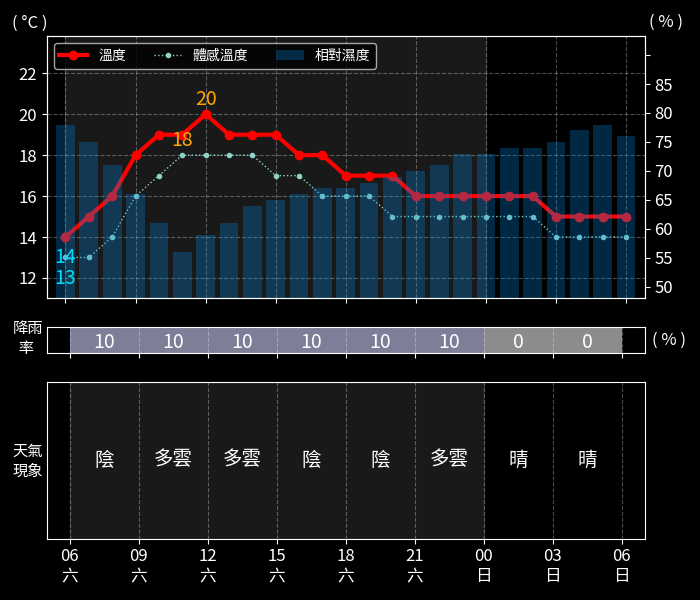 ( °C )
( % )
溫度
體感溫度
相對濕度
22
20
18
16
14
12
85
80
75
70
65
60
55
50
20
18
14
13
降雨
率
10 10 10 10 10 10 0 0
( % )
天氣
現象
陰 多雲 多雲 陰 陰 多雲 晴 晴
06 09 12 15 18 21 00 03 06
六 六 六 六 六 六 日 日 日